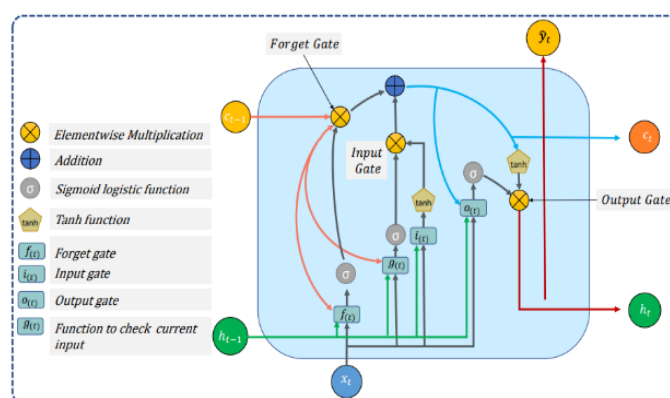 Forget Gate
ŷₜ
cₜ₋₁
cₜ
Elementwise Multiplication
Input
Gate
tanh
Addition
σ
Output Gate
σ Sigmoid logistic function
tanh
o(t)
tanh Tanh function
i(t)
σ
f(t) Forget gate
g(t)
i(t) Input gate
σ
o(t) Output gate
f(t)
g(t) Function to check current
input
hₜ₋₁
hₜ
xₜ